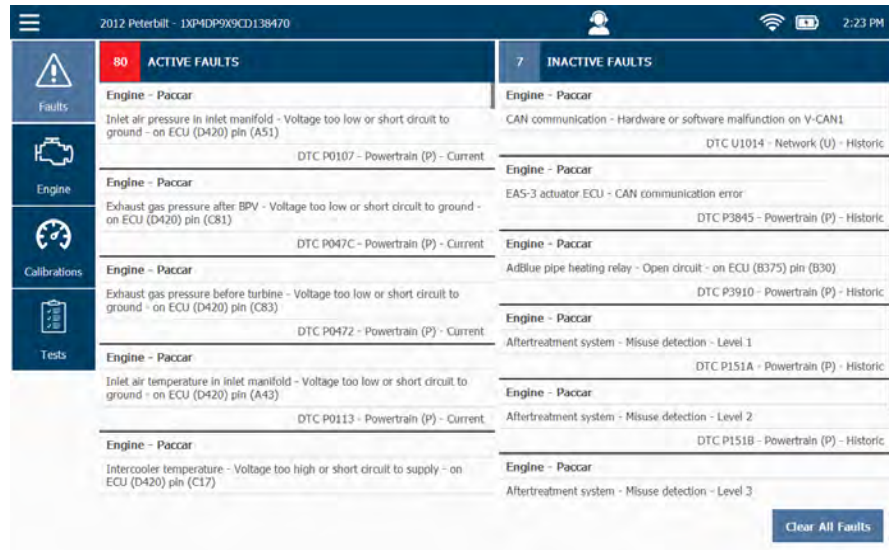 2012 Peterbilt - 1XP4DP9X9CD138470
2:23 PM
Faults
Engine
Calibrations
Tests
80 ACTIVE FAULTS
Engine - Paccar
Inlet air pressure in inlet manifold - Voltage too low or short circuit to
ground - on ECU (D420) pin (A51)
DTC P0107 - Powertrain (P) - Current
Engine - Paccar
Exhaust gas pressure after BPV - Voltage too low or short circuit to ground -
on ECU (D420) pin (C81)
DTC P047C - Powertrain (P) - Current
Engine - Paccar
Exhaust gas pressure before turbine - Voltage too low or short circuit to
ground - on ECU (D420) pin (C83)
DTC P0472 - Powertrain (P) - Current
Engine - Paccar
Inlet air temperature in inlet manifold - Voltage too low or short circuit to
ground - on ECU (D420) pin (A43)
DTC P0113 - Powertrain (P) - Current
Engine - Paccar
Intercooler temperature - Voltage too high or short circuit to supply - on
ECU (D420) pin (C17)
7 INACTIVE FAULTS
Engine - Paccar
CAN communication - Hardware or software malfunction on V-CAN1
DTC U1014 - Network (U) - Historic
Engine - Paccar
EAS-3 actuator ECU - CAN communication error
DTC P3845 - Powertrain (P) - Historic
Engine - Paccar
AdBlue pipe heating relay - Open circuit - on ECU (B375) pin (B30)
DTC P3910 - Powertrain (P) - Historic
Engine - Paccar
Aftertreatment system - Misuse detection - Level 1
DTC P151A - Powertrain (P) - Historic
Engine - Paccar
Aftertreatment system - Misuse detection - Level 2
DTC P151B - Powertrain (P) - Historic
Engine - Paccar
Aftertreatment system - Misuse detection - Level 3
Clear All Faults